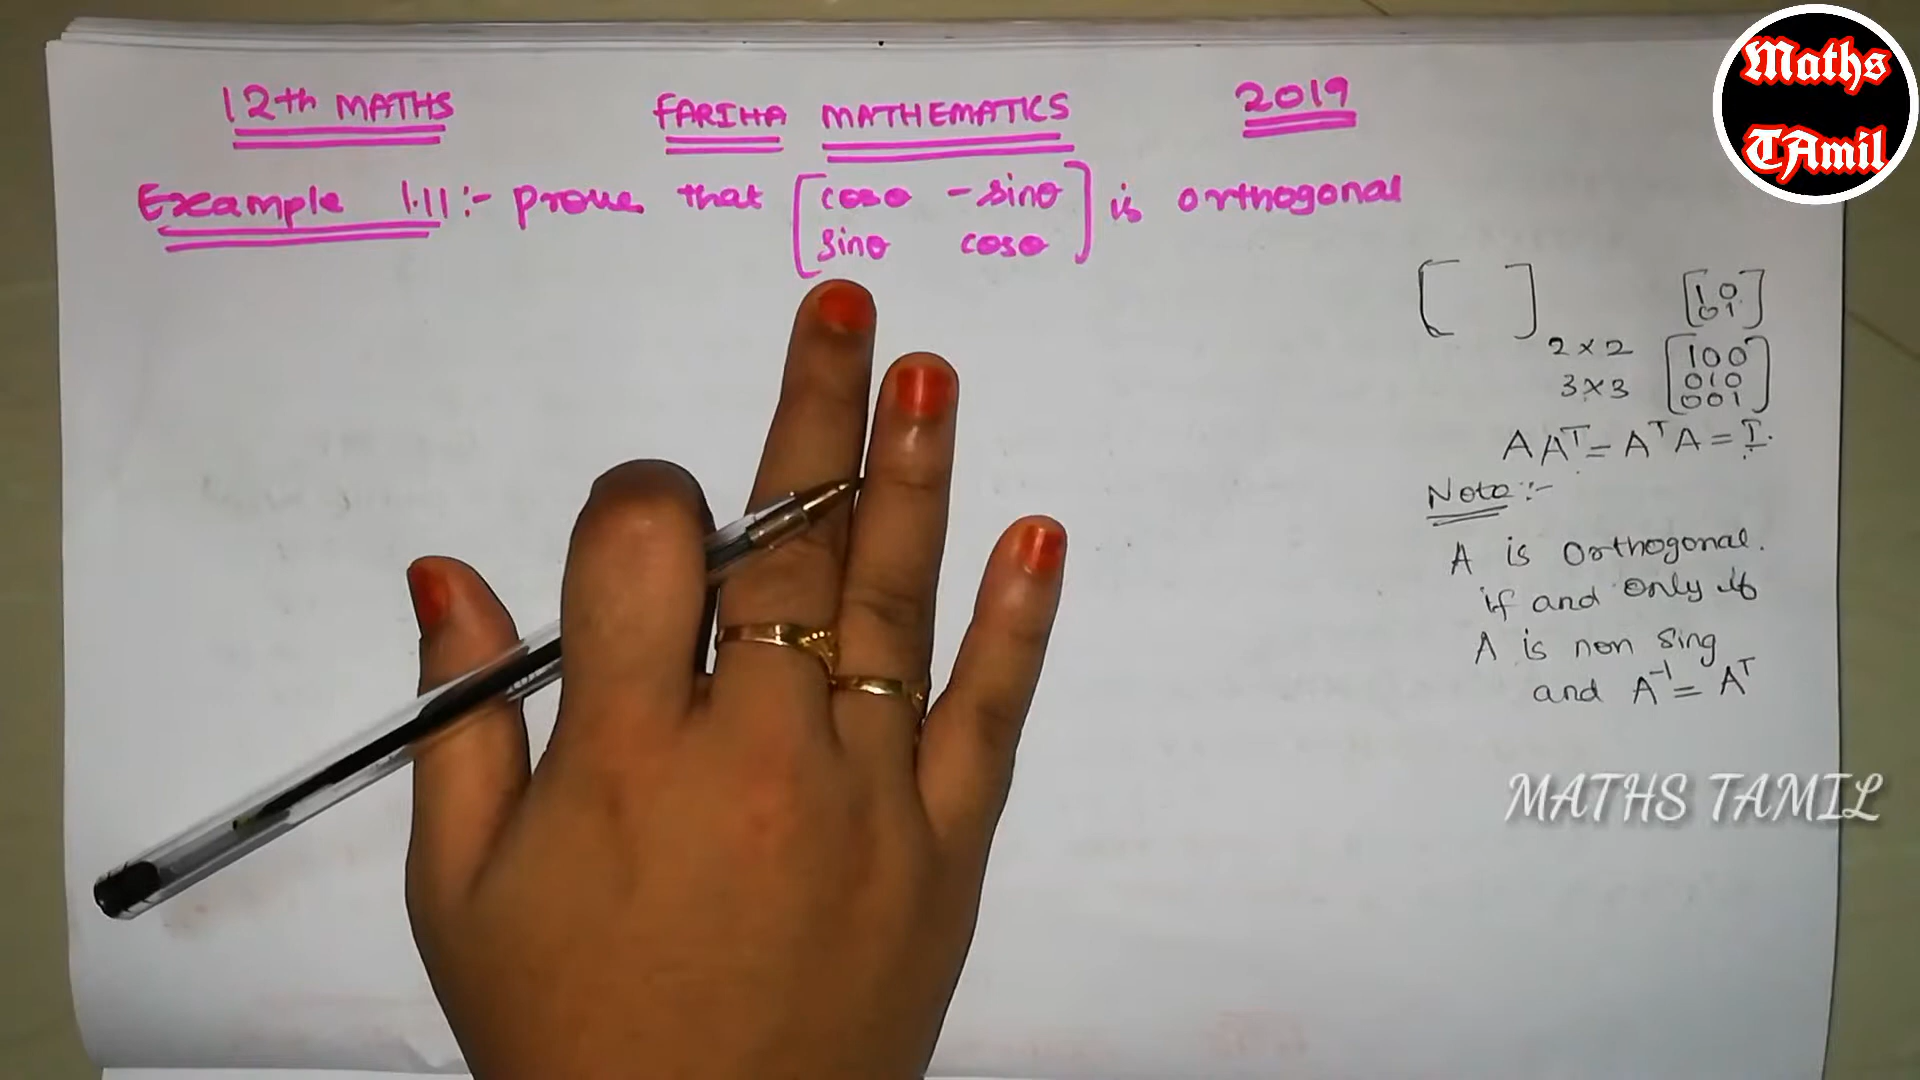 12th MATHS FARIHA MATHEMATICS 2019
Maths
TAmil
Example 1.11:- prove that [cosθ -sinθ] is orthogonal
[sinθ cosθ]
[ ] 2×2 [1 0]
[0 1]
3×3 [1 0 0]
[0 1 0]
[0 0 1]
AAᵀ = AᵀA = I.
Note:-
A is orthogonal.
if and only if
A is non sing
and A⁻¹ = Aᵀ
MATHS TAMIL